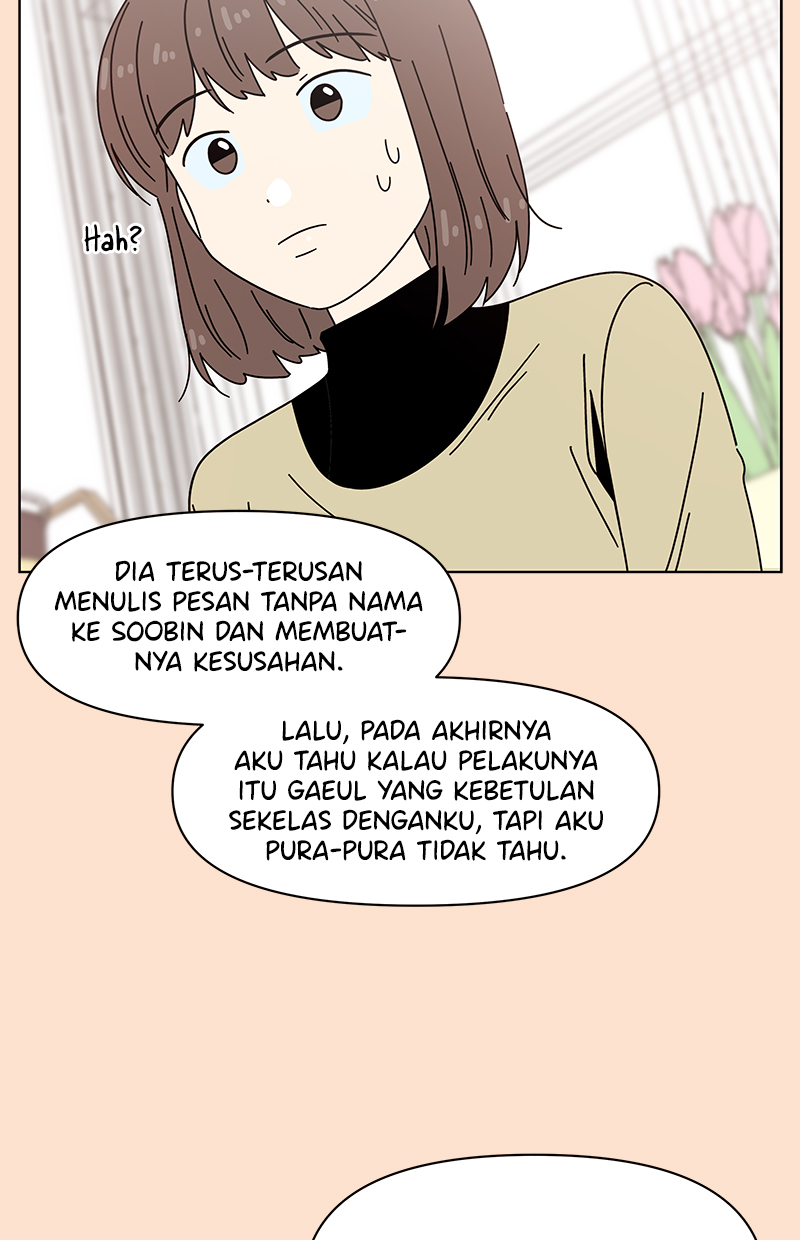 Hah?
DIA TERUS-TERUSAN
MENULIS PESAN TANPA NAMA
KE SOOBIN DAN MEMBUAT-
NYA KESUSAHAN.
LALU, PADA AKHIRNYA
AKU TAHU KALAU PELAKUNYA
ITU GAEUL YANG KEBETULAN
SEKELAS DENGANKU, TAPI AKU
PURA-PURA TIDAK TAHU.